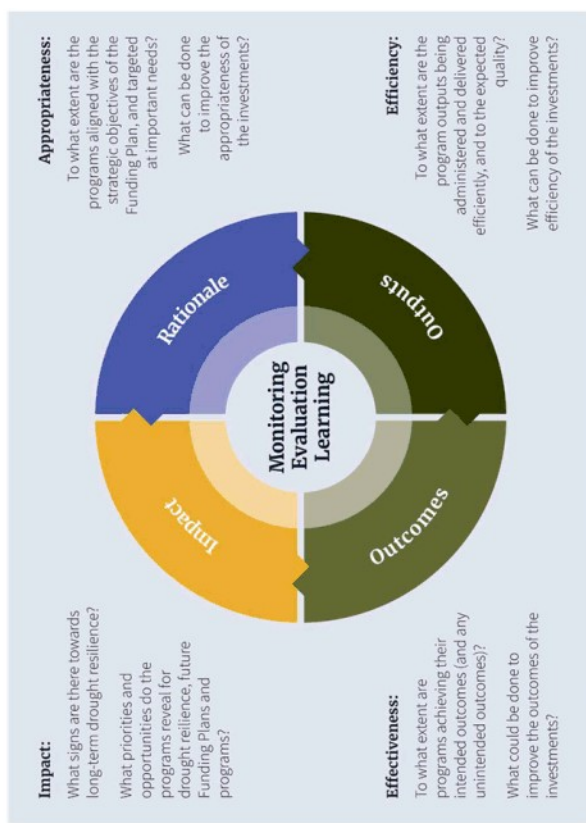 Impact:
What signs are there towards
long-term drought resilience?
What priorities and
opportunities do the
programs reveal for
drought rilience, future
Funding Plans and
programs?
Appropriateness:
To what extent are the
programs aligned with the
strategic objectives of the
Funding Plan, and targeted
at important needs?
What can be done
to improve the
appropriateness of
the investments?
Impact
Rationale
Monitoring
Evaluation
Learning
Outcomes
Outputs
Effectiveness:
To what extent are
programs achieving their
intended outcomes (and any
unintended outcomes)?
What could be done to
improve the outcomes of the
investments?
Efficiency:
To what extent are the
program outputs being
administered and delivered
efficiently, and to the expected
quality?
What can be done to improve
efficiency of the investments?